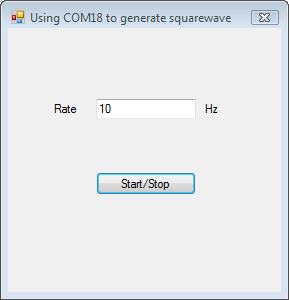 Using COM18 to generate squarewave
Rate 10 Hz
Start/Stop